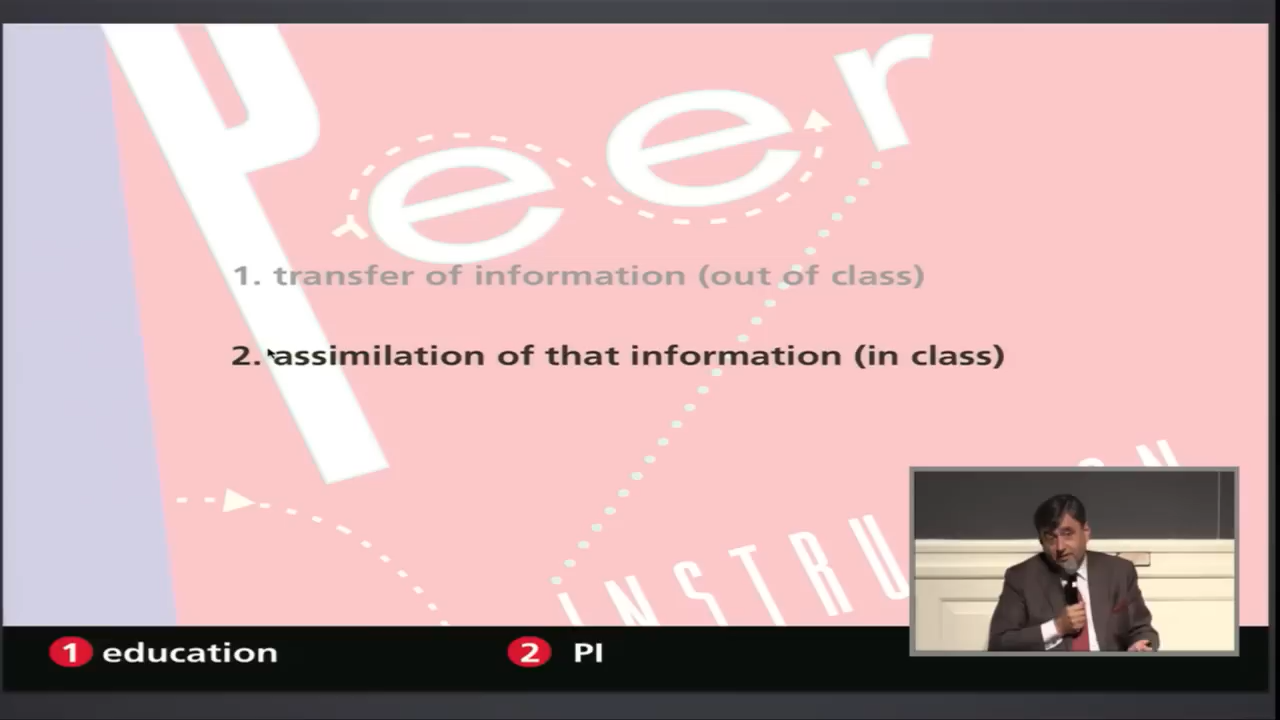 Peer
1. transfer of information (out of class)
2. assimilation of that information (in class)
INSTRU ON
1 education
2 PI